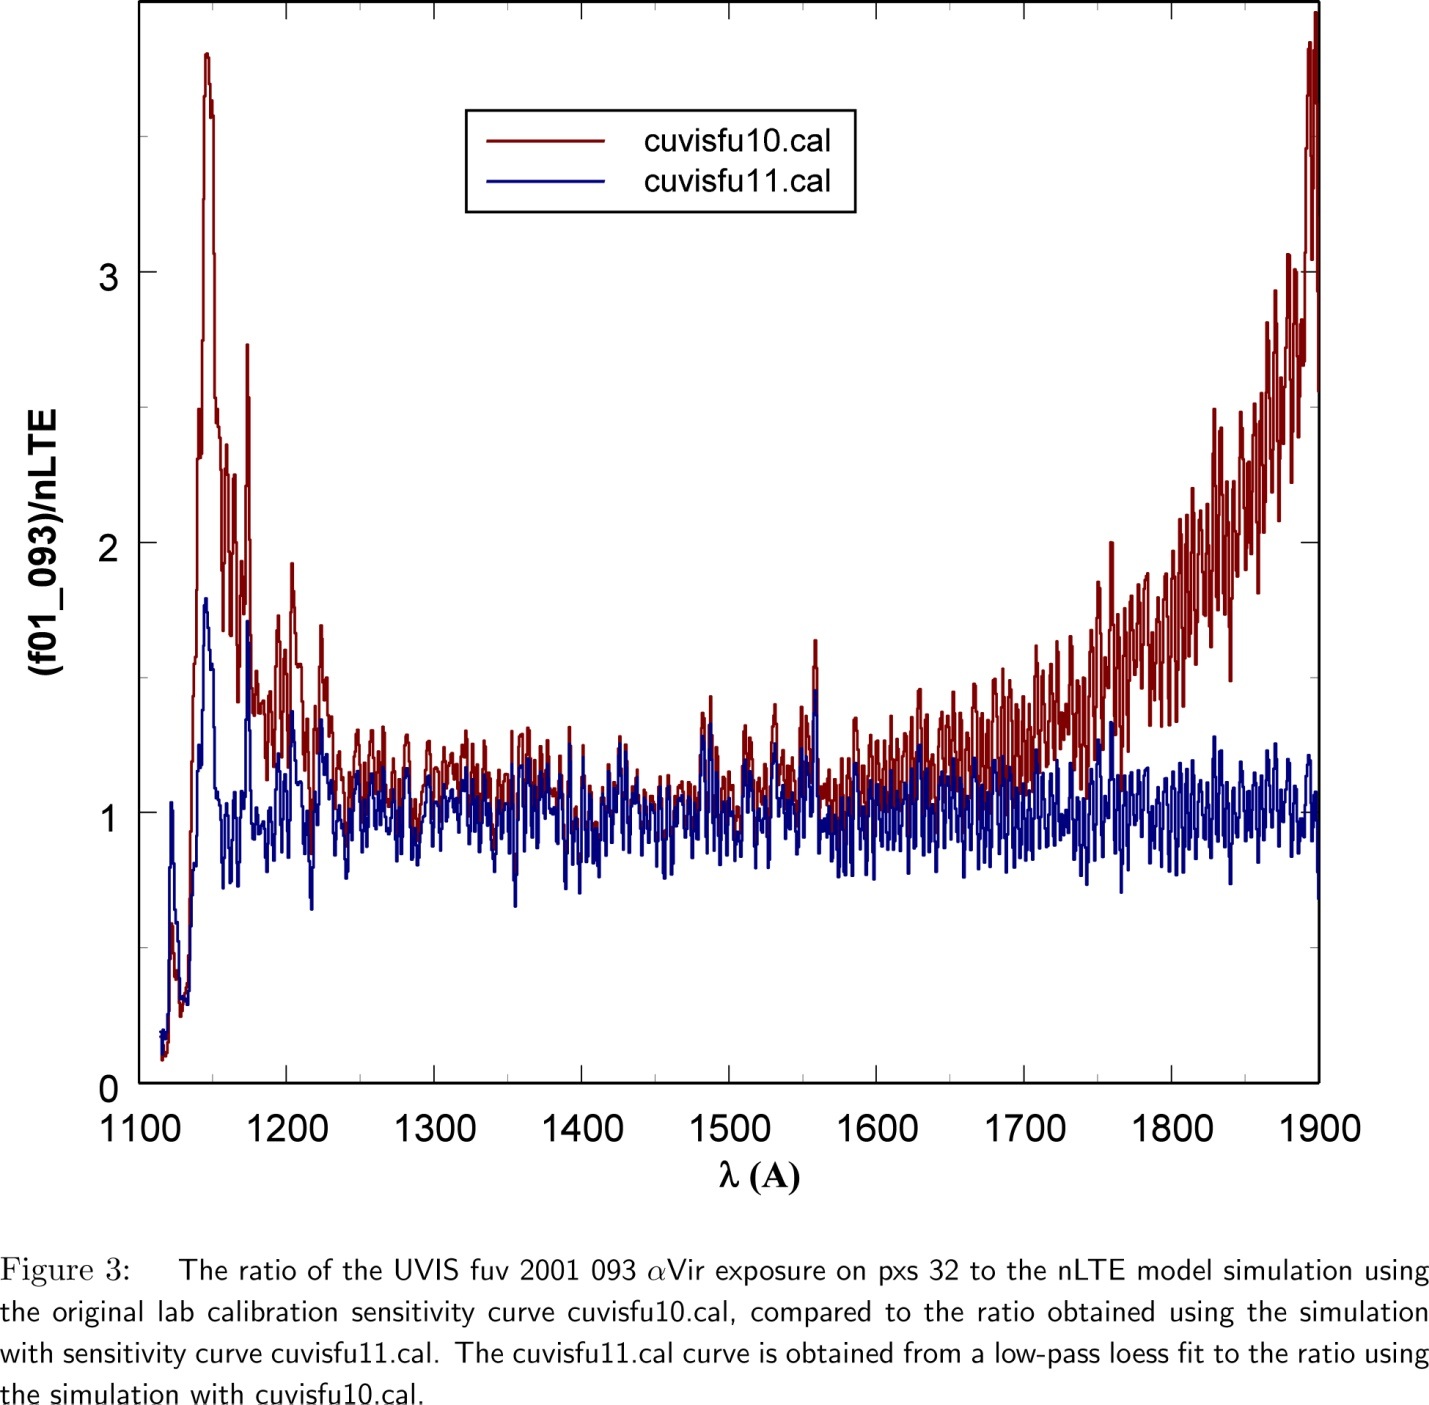 cuvisfu10.cal
cuvisfu11.cal
3
2
1
0
(f01_093)/nLTE
1100 1200 1300 1400 1500 1600 1700 1800 1900
λ (A)
Figure 3: The ratio of the UVIS fuv 2001 093 αVir exposure on pxs 32 to the nLTE model simulation using
the original lab calibration sensitivity curve cuvisfu10.cal, compared to the ratio obtained using the simulation
with sensitivity curve cuvisfu11.cal. The cuvisfu11.cal curve is obtained from a low-pass loess fit to the ratio using
the simulation with cuvisfu10.cal.